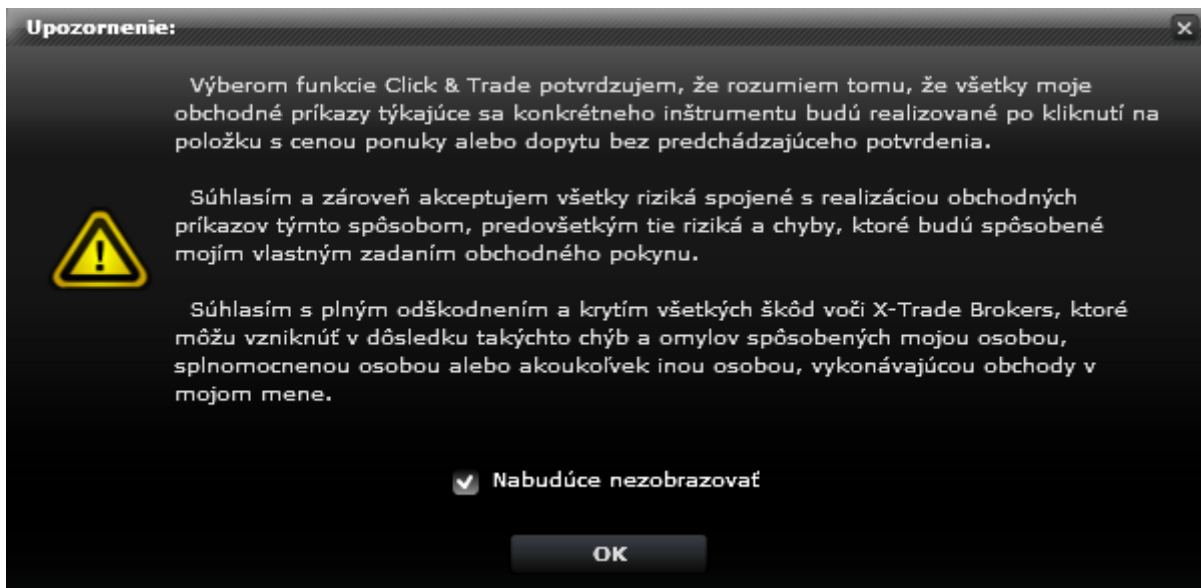 Upozornenie:
Výberom funkcie Click & Trade potvrdzujem, že rozumiem tomu, že všetky moje
obchodné príkazy týkajúce sa konkrétneho inštrumentu budú realizované po kliknutí na
položku s cenou ponuky alebo dopytu bez predchádzajúceho potvrdenia.
Súhlasím a zároveň akceptujem všetky riziká spojené s realizáciou obchodných
príkazov týmto spôsobom, predovšetkým tie riziká a chyby, ktoré budú spôsobené
mojím vlastným zadaním obchodného pokynu.
Súhlasím s plným odškodnením a krytím všetkých škôd voči X-Trade Brokers, ktoré
môžu vzniknúť v dôsledku takýchto chýb a omylov spôsobených mojou osobou,
splnomocnenou osobou alebo akoukoľvek inou osobou, vykonávajúcou obchody v
mojom mene.
Nabudúce nezobrazovať
OK